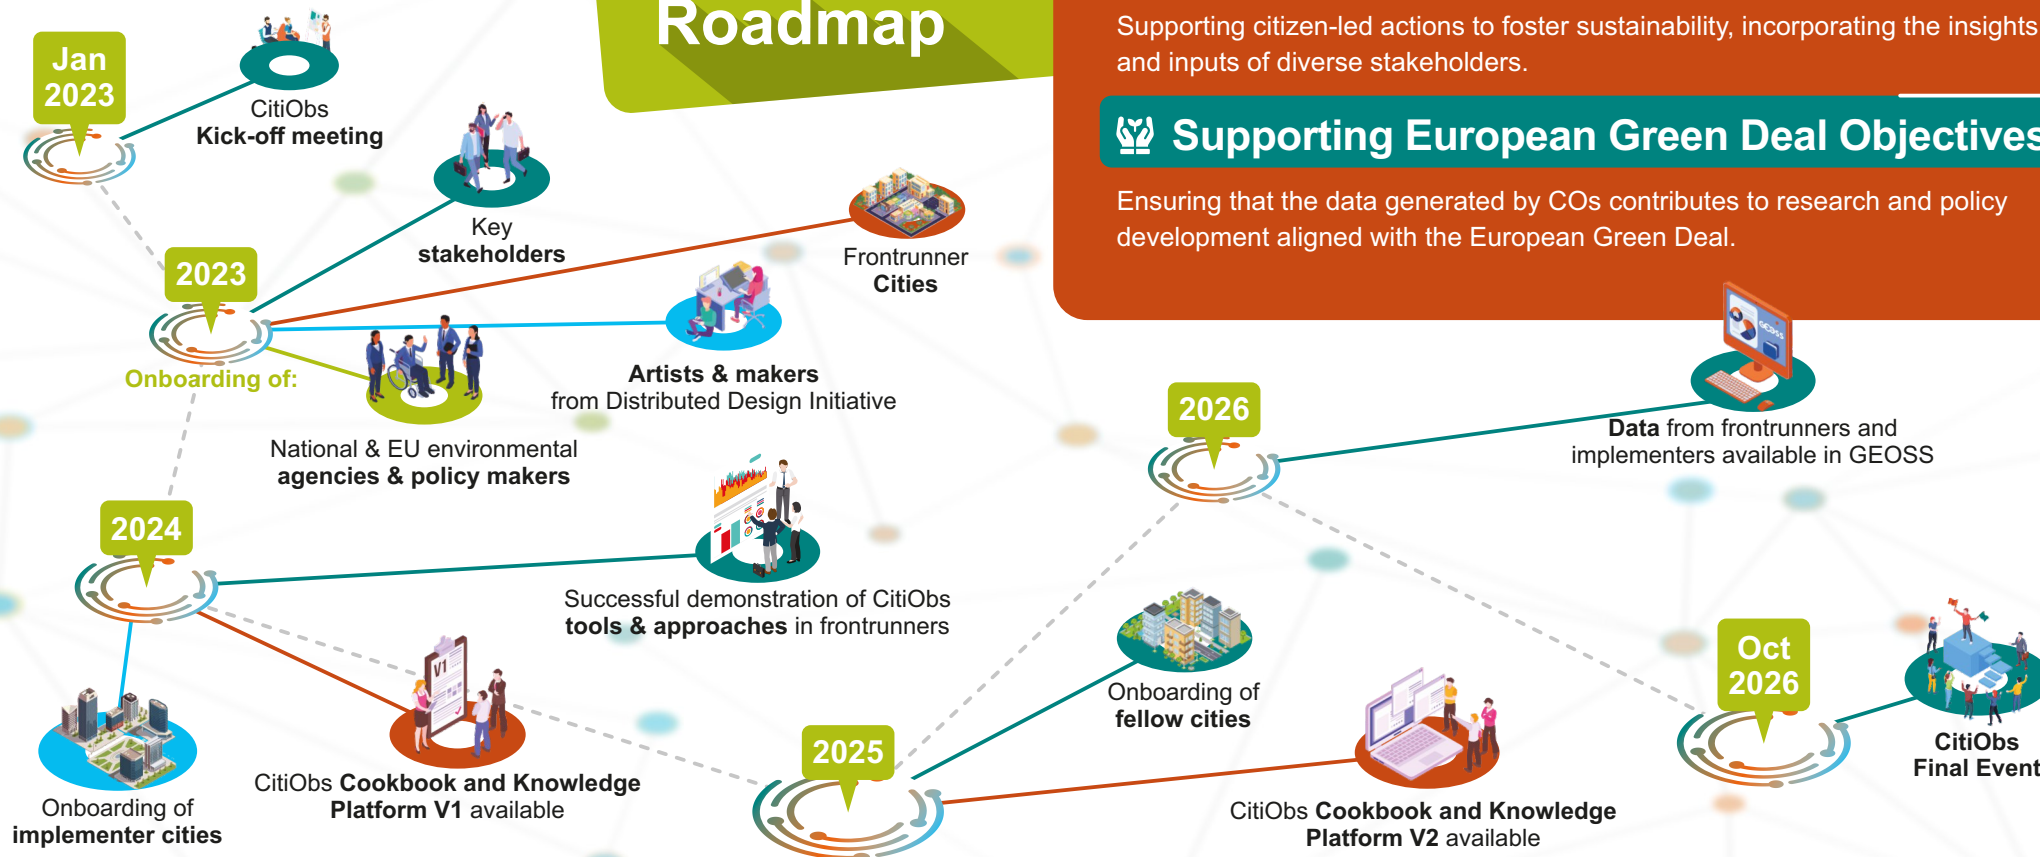 Roadmap
Supporting citizen-led actions to foster sustainability, incorporating the insights
and inputs of diverse stakeholders.
Supporting European Green Deal Objectives
Ensuring that the data generated by COs contributes to research and policy
development aligned with the European Green Deal.
Jan
2023
CitiObs
Kick-off meeting
2023
Onboarding of:
Key
stakeholders
Frontrunner
Cities
Artists & makers
from Distributed Design Initiative
National & EU environmental
agencies & policy makers
2024
Successful demonstration of CitiObs
tools & approaches in frontrunners
V1
CitiObs Cookbook and Knowledge
Platform V1 available
Onboarding of
implementer cities
2025
Onboarding of
fellow cities
CitiObs Cookbook and Knowledge
Platform V2 available
2026
GEOSS
Data from frontrunners and
implementers available in GEOSS
Oct
2026
CitiObs
Final Event